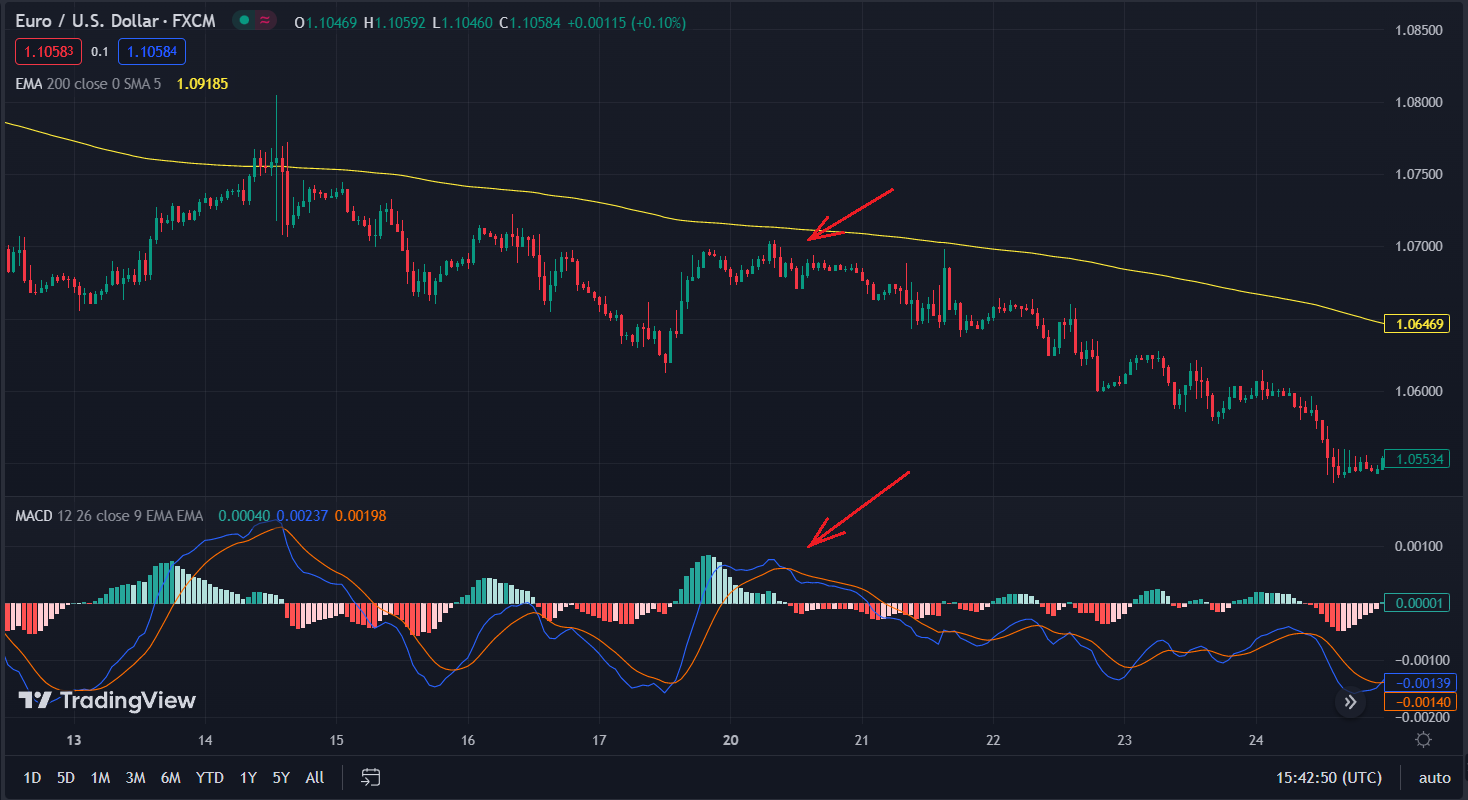 Euro / U.S. Dollar · FXCM O1.10469 H1.10592 L1.10460 C1.10584 +0.00115 (+0.10%)
1.10583 0.1 1.10584
EMA 200 close 0 SMA 5 1.09185
1.08500
1.08000
1.07500
1.07000
1.06469
1.06000
1.05534
MACD 12 26 close 9 EMA EMA 0.00040 0.00237 0.00198
0.00100
0.00001
−0.00100
−0.00139
−0.00140
−0.00200
TradingView
13 14 15 16 17 20 21 22 23 24
1D 5D 1M 3M 6M YTD 1Y 5Y All 15:42:50 (UTC) auto